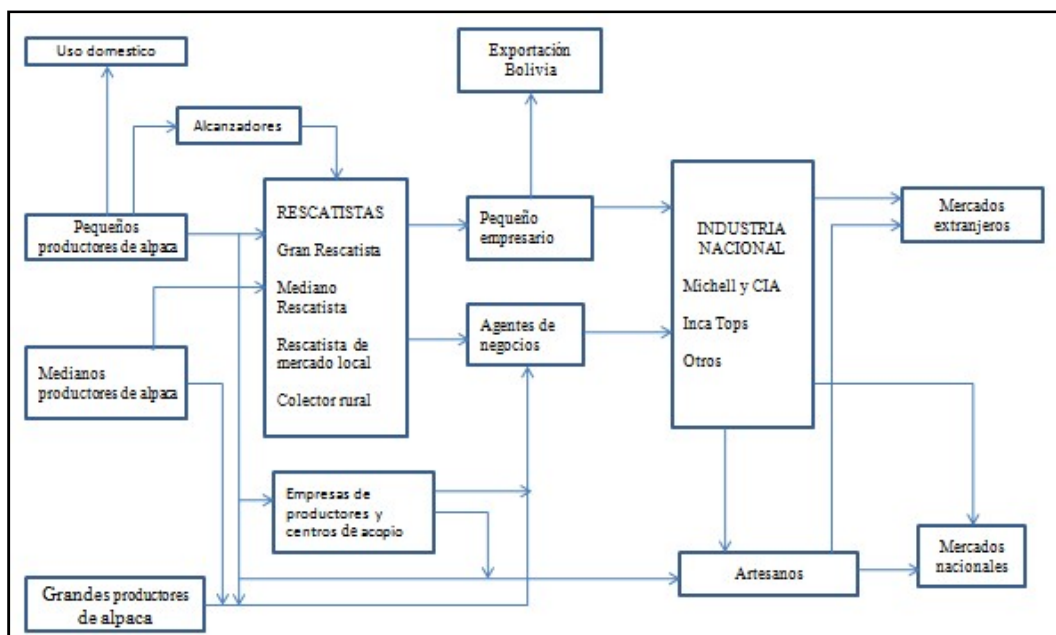 Uso domestico
Exportación
Bolivia
Alcanzadores
Pequeños
productores de alpaca
RESCATISTAS
Gran Rescatista
Mediano
Rescatista
Rescatista de
mercado local
Colector rural
Pequeño
empresario
INDUSTRIA
NACIONAL
Michell y CIA
Inca Tops
Otros
Mercados
extranjeros
Medianos
productores de alpaca
Agentes de
negocios
Empresas de
productores y
centros de acopio
Grandes productores
de alpaca
Artesanos
Mercados
nacionales